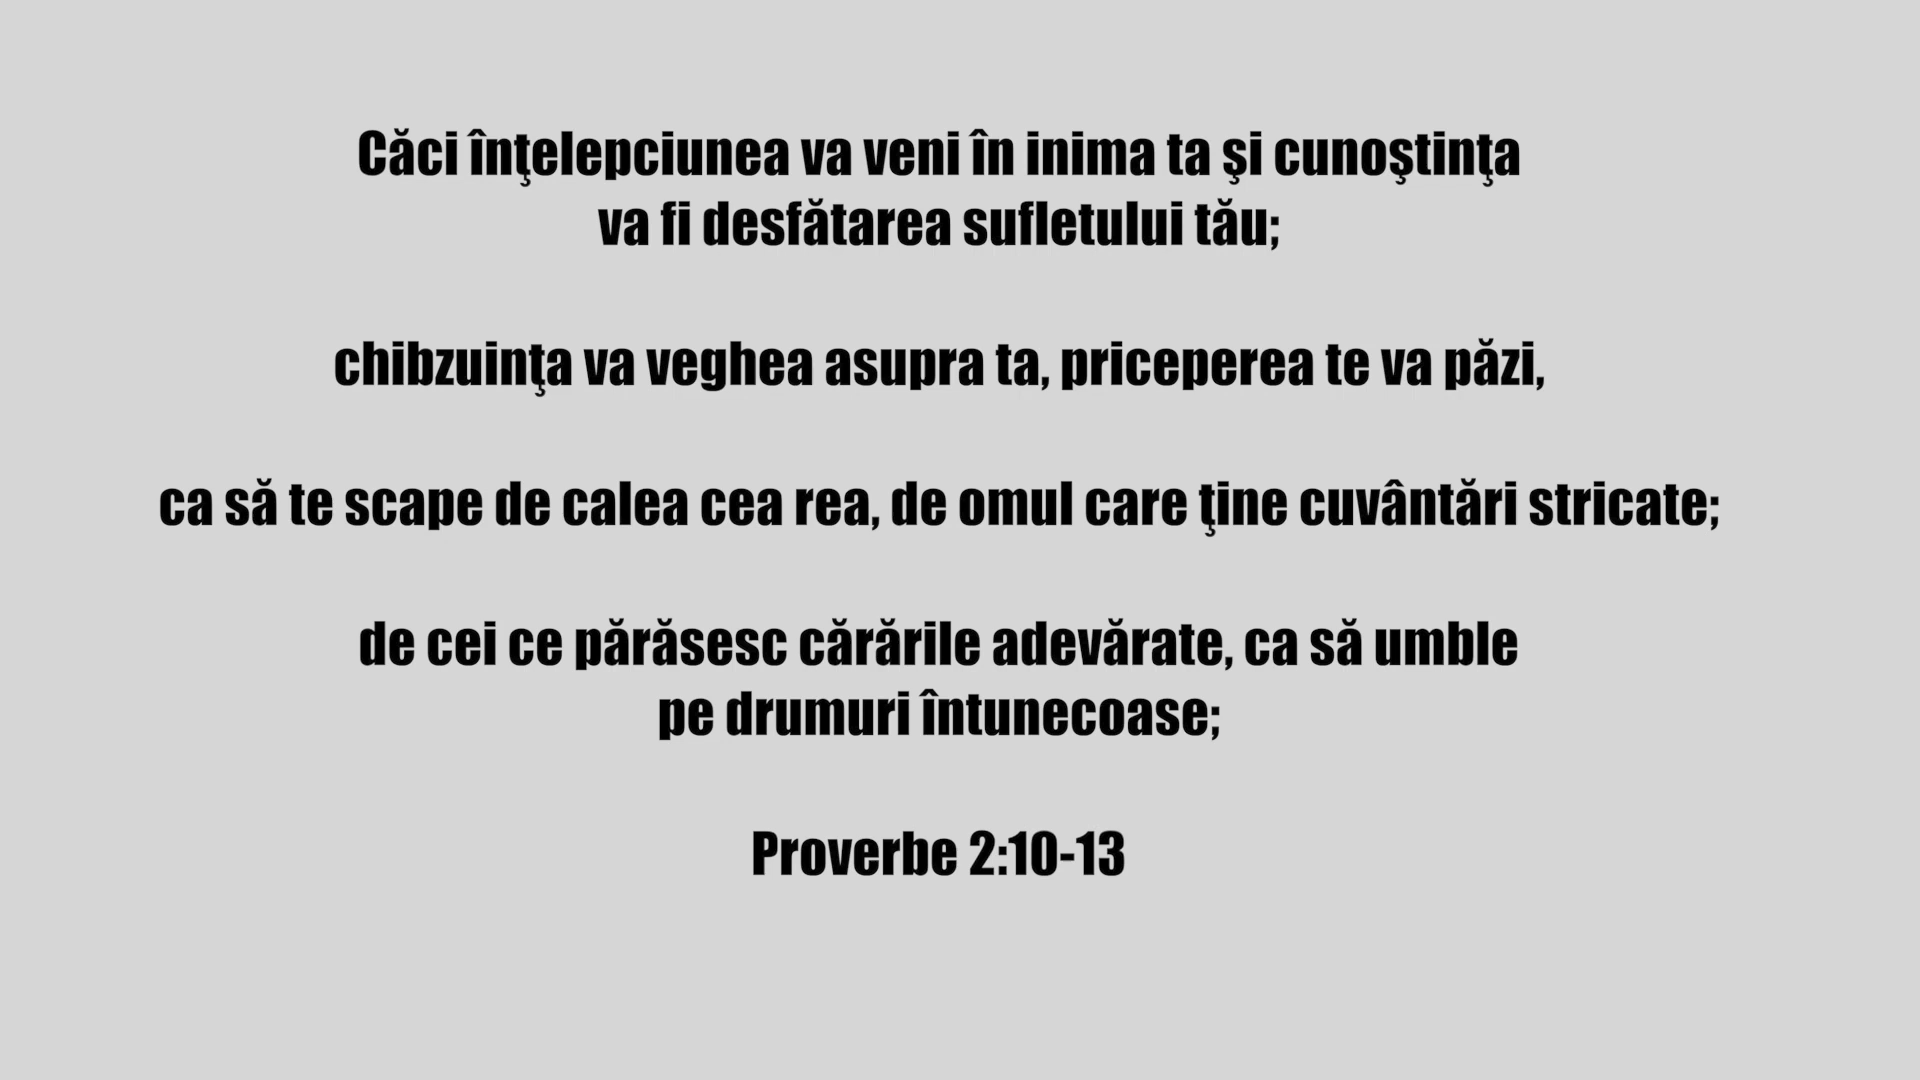 Căci înţelepciunea va veni în inima ta şi cunoştinţa
va fi desfătarea sufletului tău;
chibzuinţa va veghea asupra ta, priceperea te va păzi,
ca să te scape de calea cea rea, de omul care ţine cuvântări stricate;
de cei ce părăsesc cărările adevărate, ca să umble
pe drumuri întunecoase;
Proverbe 2:10-13